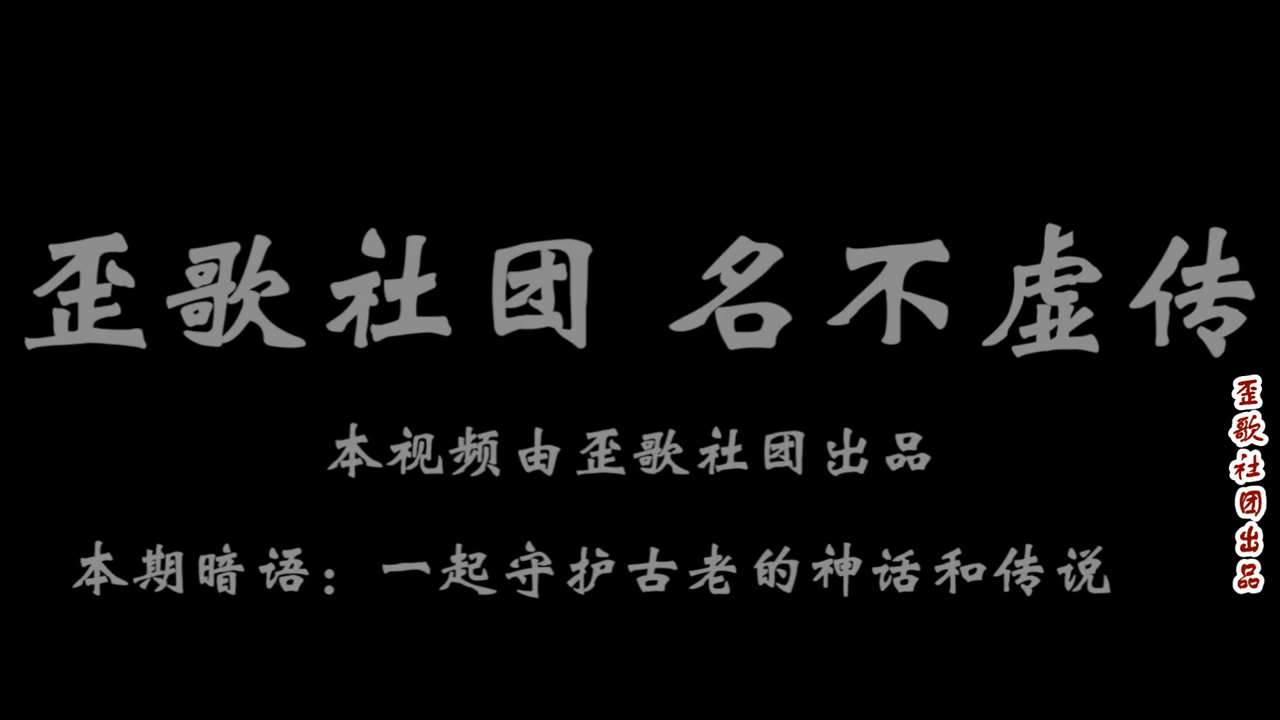 歪歌社团 名不虚传
本视频由歪歌社团出品
本期暗语：一起守护古老的神话和传说
歪歌社团出品